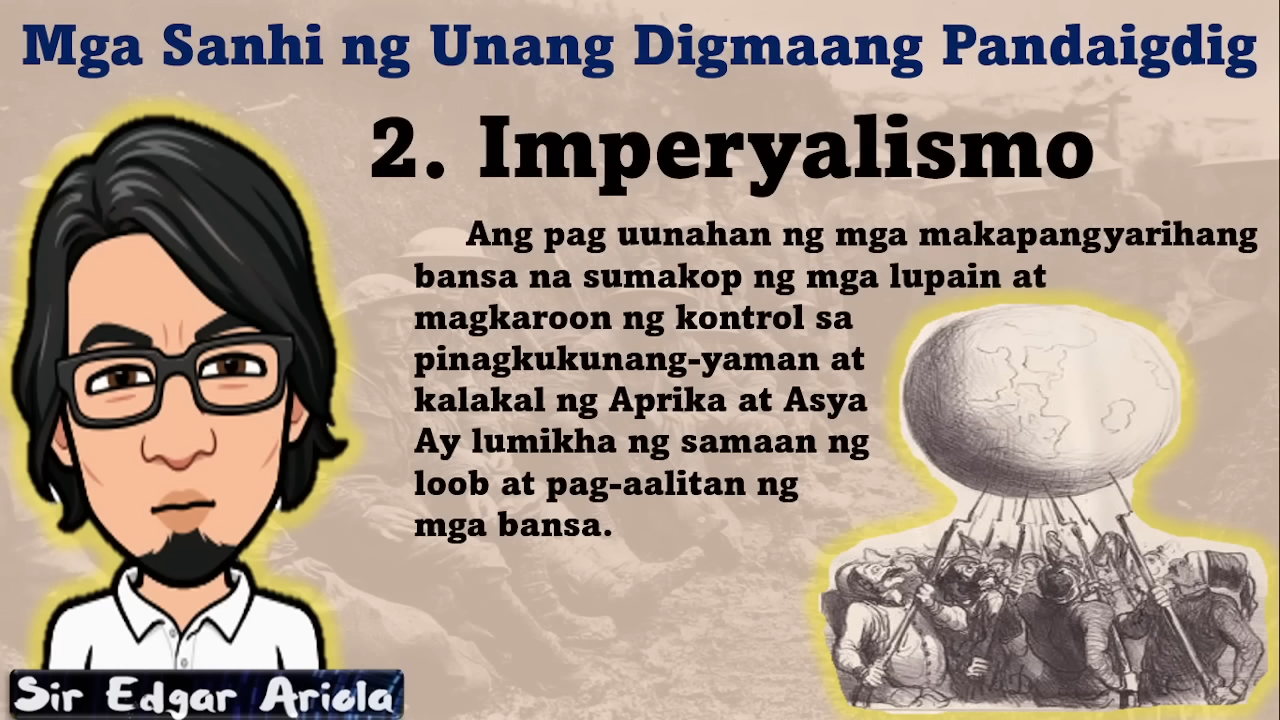 Mga Sanhi ng Unang Digmaang Pandaigdig
2. Imperyalismo
Ang pag uunahan ng mga makapangyarihang
bansa na sumakop ng mga lupain at
magkaroon ng kontrol sa
pinagkukunang-yaman at
kalakal ng Aprika at Asya
Ay lumikha ng samaan ng
loob at pag-aalitan ng
mga bansa.
Sir Edgar Ariola